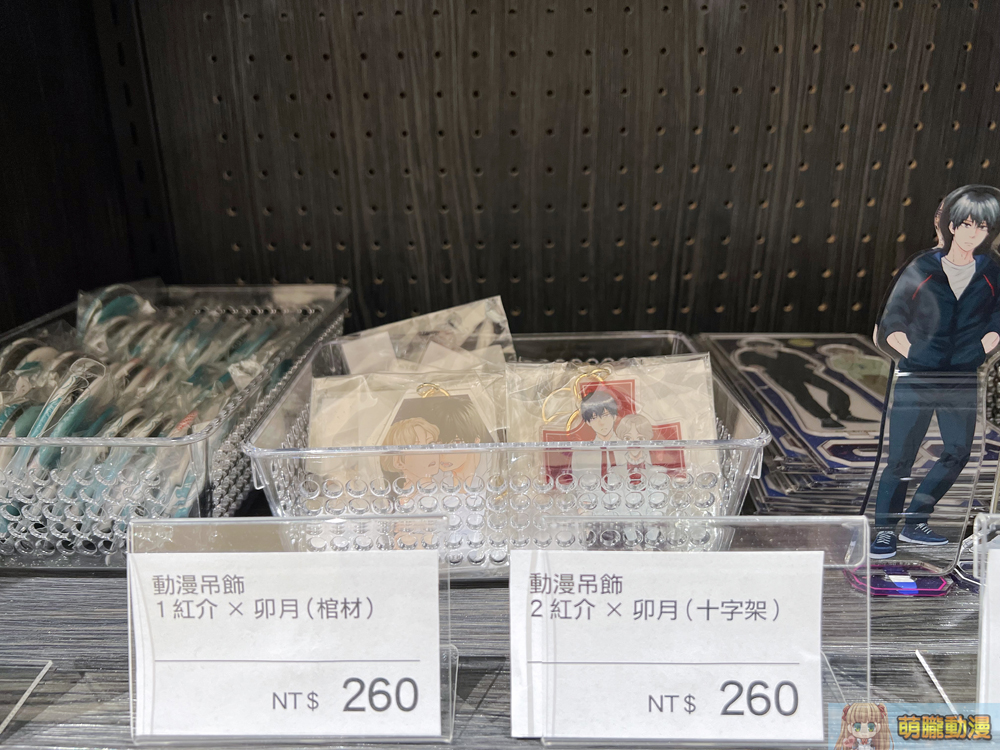 動漫吊飾
1 紅介 × 卯月(棺材)
NT$ 260
動漫吊飾
2 紅介 × 卯月(十字架)
NT$ 260
萌朧動漫